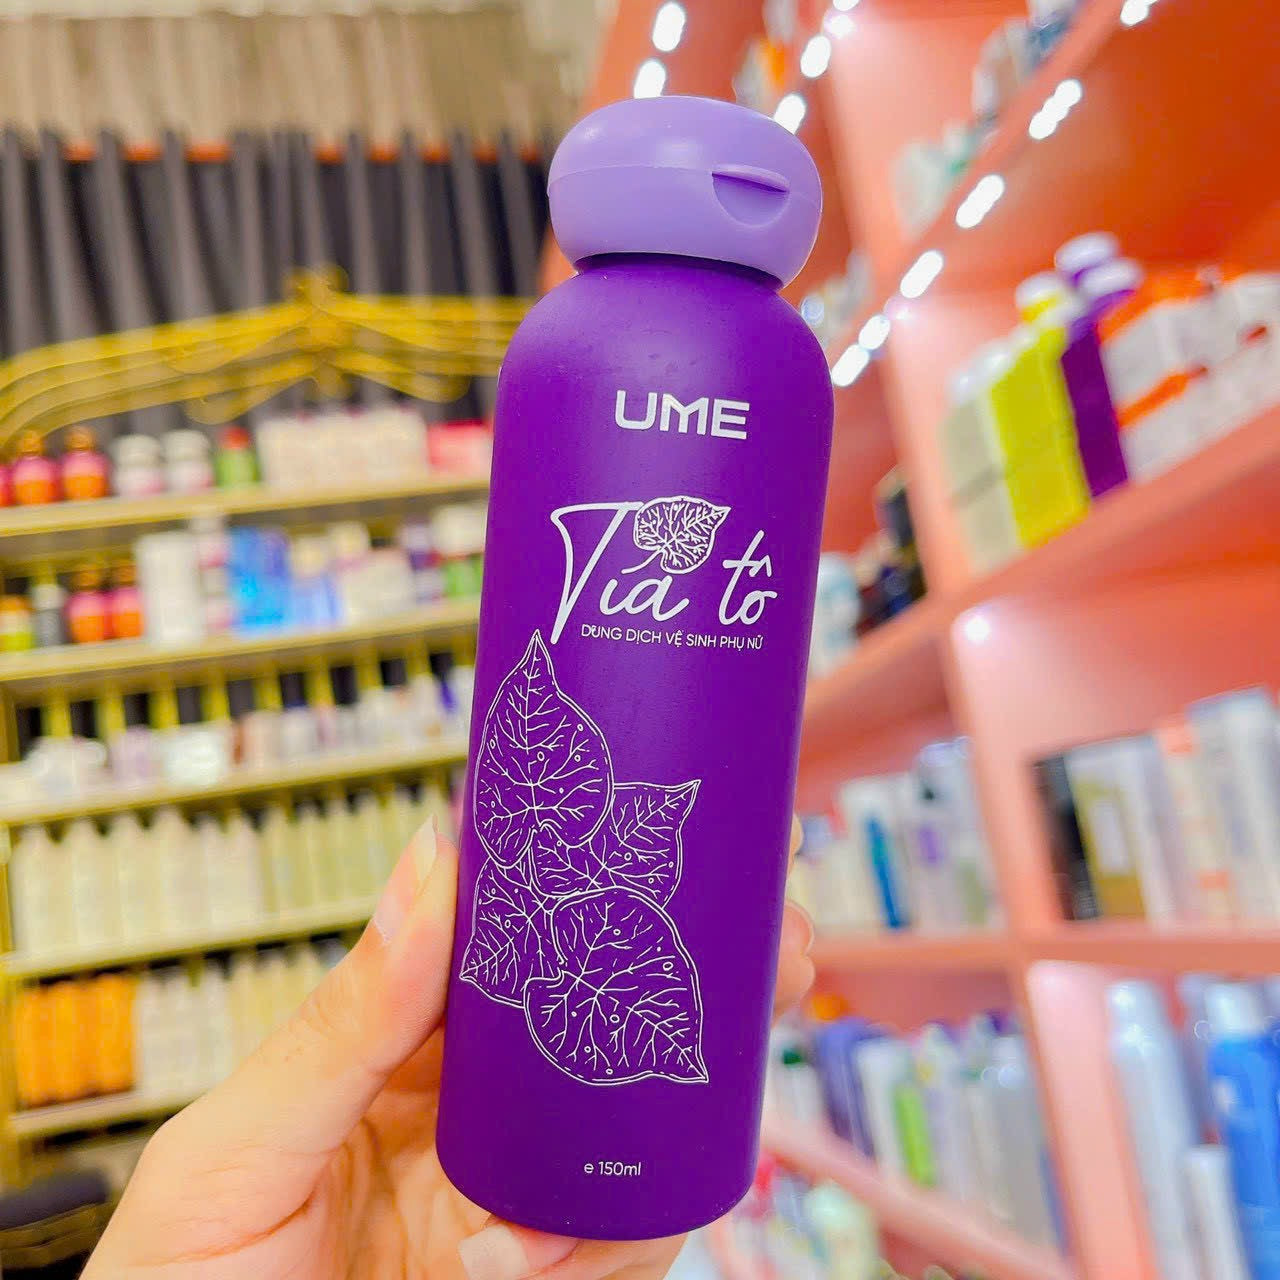 UME
Tía tô
DUNG DỊCH VỆ SINH PHỤ NỮ
e 150ml